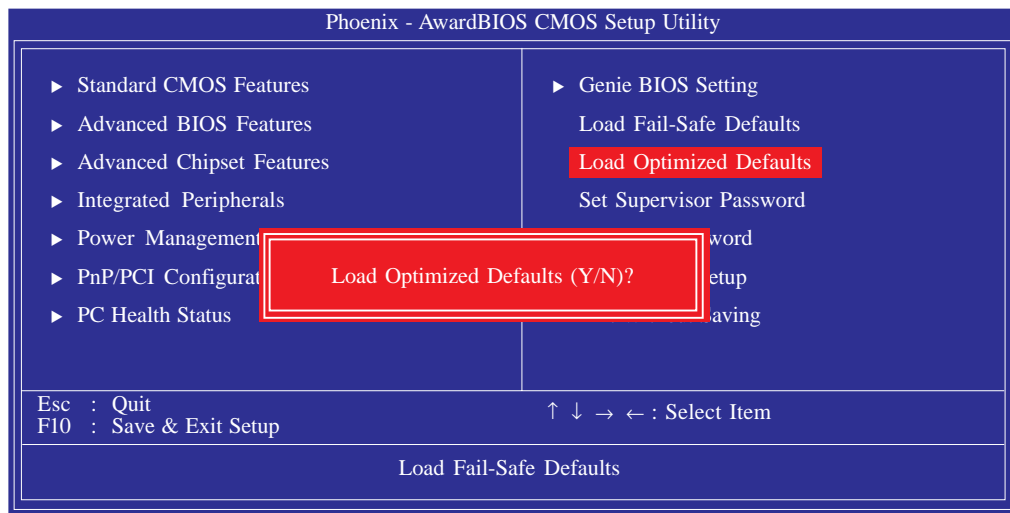 Phoenix - AwardBIOS CMOS Setup Utility
▶ Standard CMOS Features
▶ Advanced BIOS Features
▶ Advanced Chipset Features
▶ Integrated Peripherals
▶ Power Management
▶ PnP/PCI Configurat
▶ PC Health Status
▶ Genie BIOS Setting
Load Fail-Safe Defaults
Load Optimized Defaults
Set Supervisor Password
word
etup
aving
Load Optimized Defaults (Y/N)?
Esc : Quit
F10 : Save & Exit Setup
↑ ↓ → ← : Select Item
Load Fail-Safe Defaults